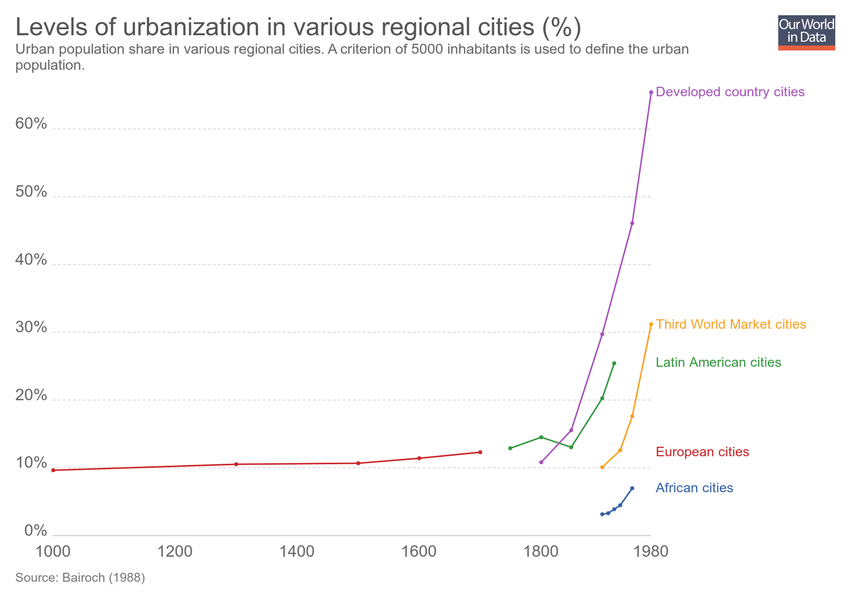 Levels of urbanization in various regional cities (%)
Our World
in Data
Urban population share in various regional cities. A criterion of 5000 inhabitants is used to define the urban
population.
Developed country cities
60%
50%
40%
30%
Third World Market cities
Latin American cities
20%
European cities
10%
African cities
0%
1000 1200 1400 1600 1800 1980
Source: Bairoch (1988)